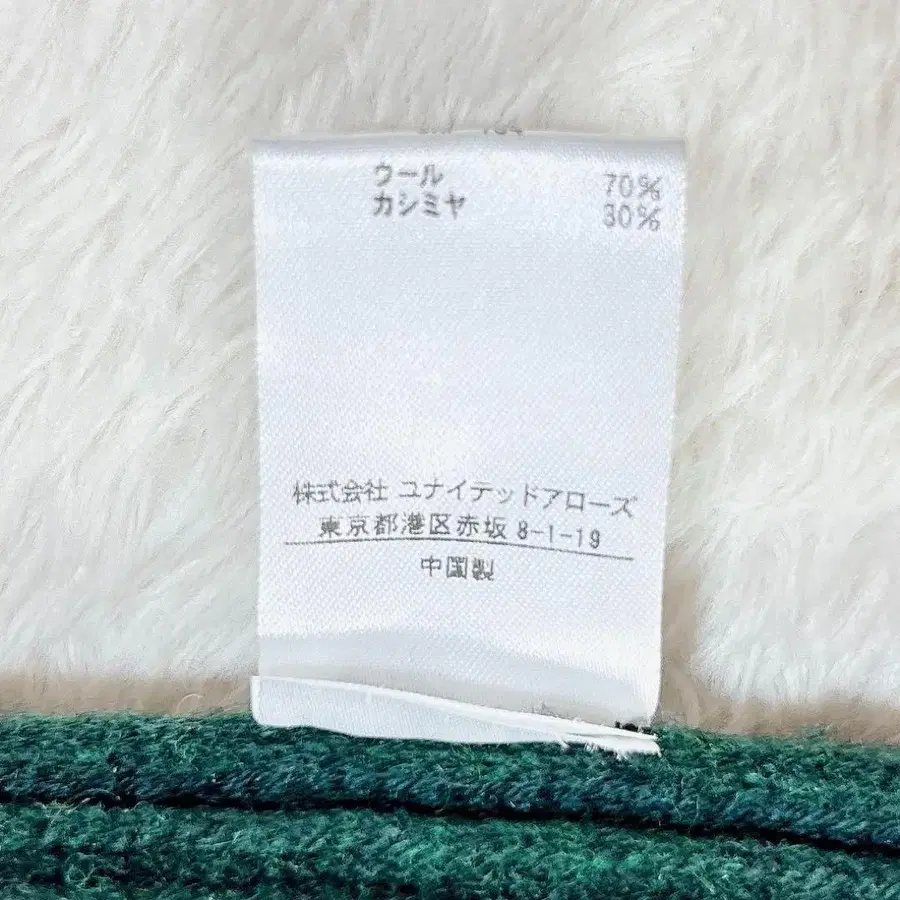 ウール 70%
カシミヤ 30%
株式会社 ユナイテッドアローズ
東京都港区赤坂 8-1-19
中国製